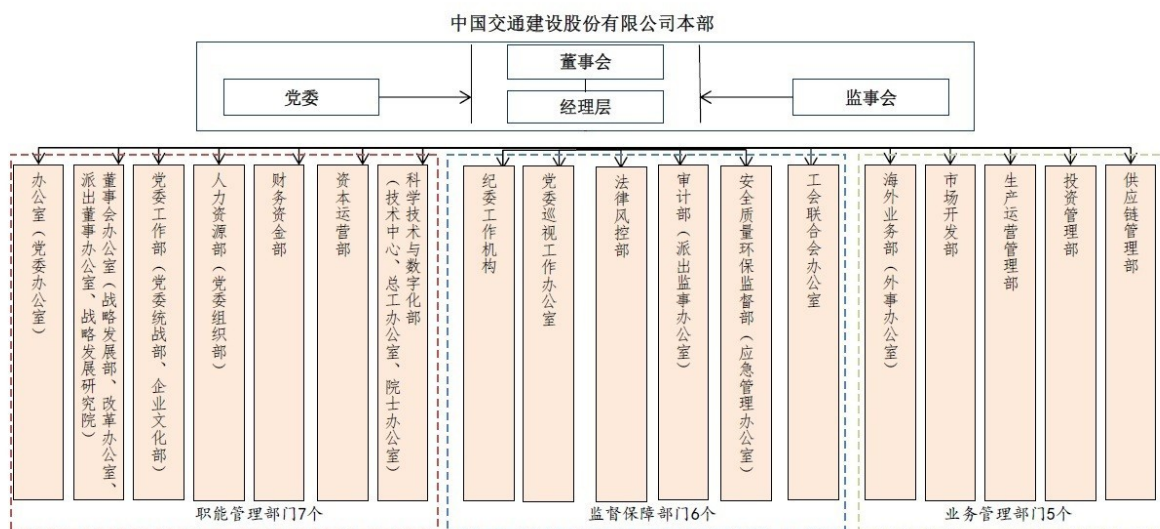 中国交通建设股份有限公司本部
董事会
党委
经理层
监事会
办公室（党委办公室）
董事会办公室（战略发展部、改革办公室、
派出董事办公室、战略发展研究院）
党委工作部（党委统战部、企业文化部）
人力资源部（党委组织部）
财务资金部
资本运营部
科学技术与数字化部
（技术中心、总工办公室、院士办公室）
纪委工作机构
党委巡视工作办公室
法律风控部
审计部（派出监事办公室）
安全质量环保监督部（应急管理办公室）
工会联合会办公室
海外业务部（外事办公室）
市场开发部
生产运营管理部
投资管理部
供应链管理部
职能管理部门7个
监督保障部门6个
业务管理部门5个